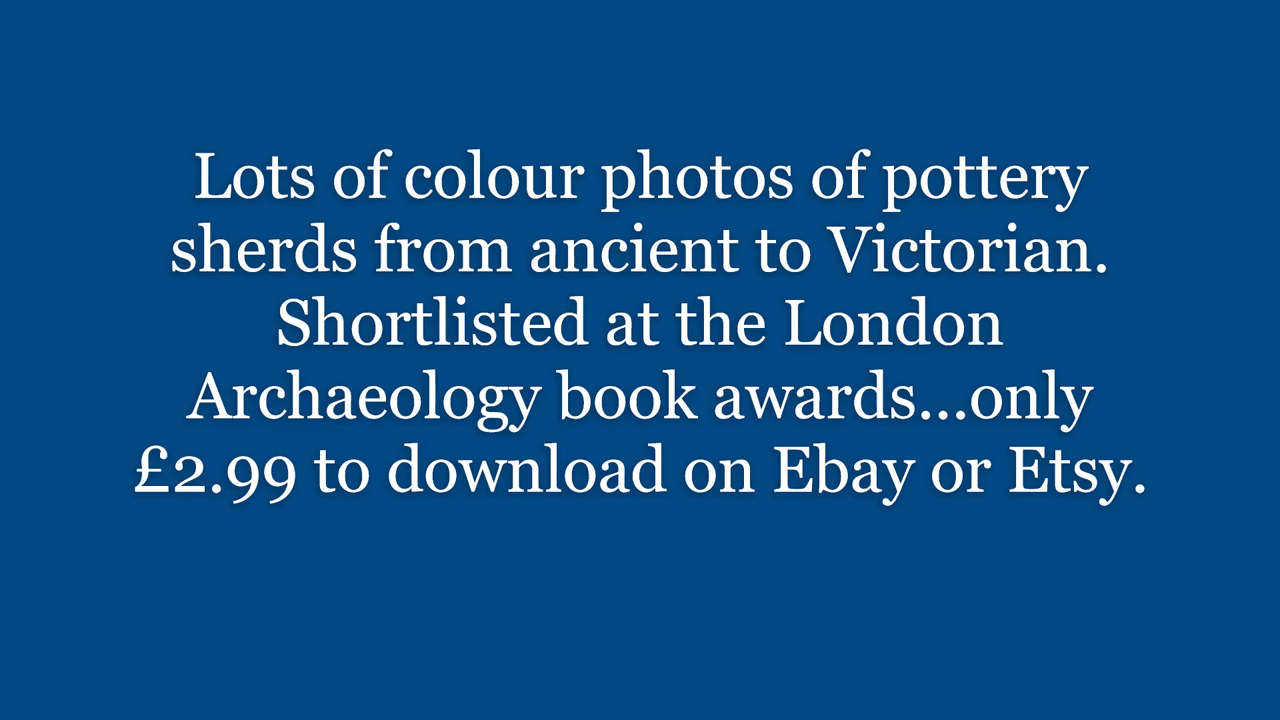 Lots of colour photos of pottery
sherds from ancient to Victorian.
Shortlisted at the London
Archaeology book awards...only
£2.99 to download on Ebay or Etsy.